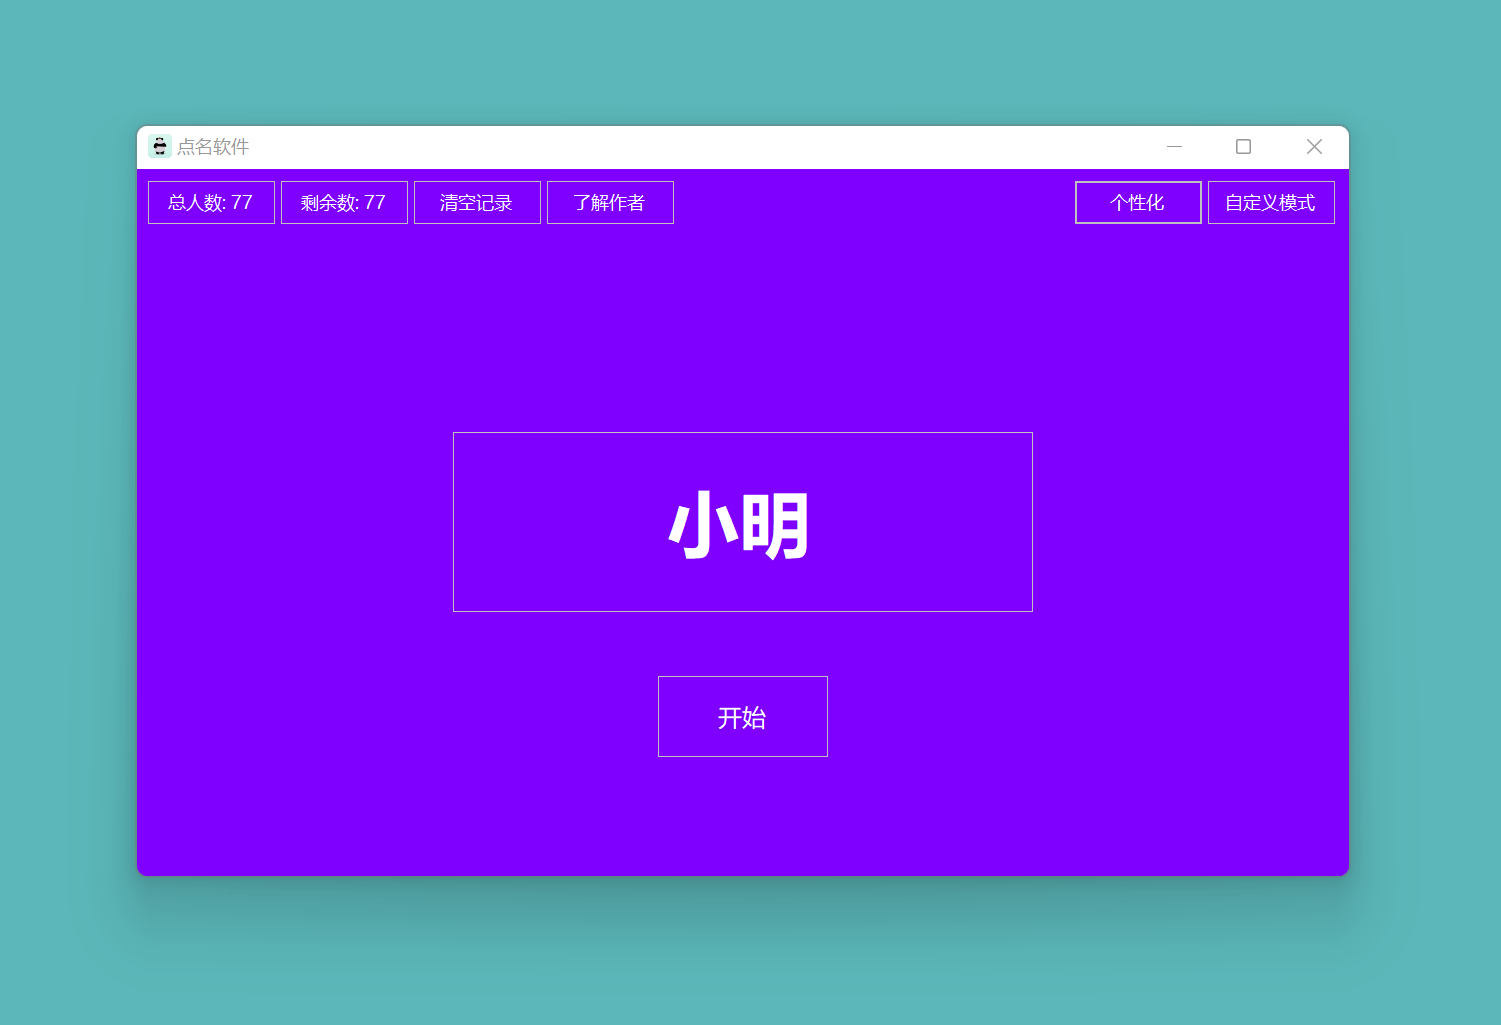 点名软件
总人数: 77
剩余数: 77
清空记录
了解作者
个性化
自定义模式
小明
开始